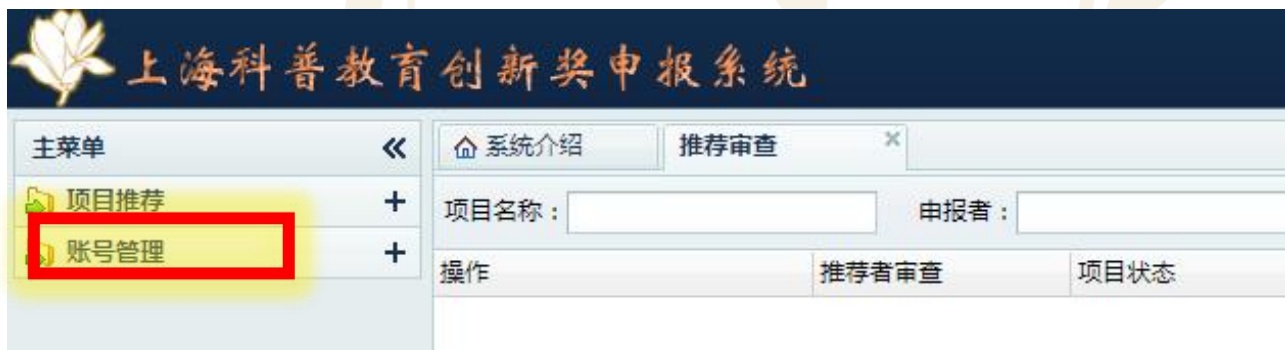 上海科普教育创新奖申报系统
主菜单 «
系统介绍 推荐审查 ×
项目推荐 +
项目名称： 申报者：
账号管理 +
操作 推荐者审查 项目状态